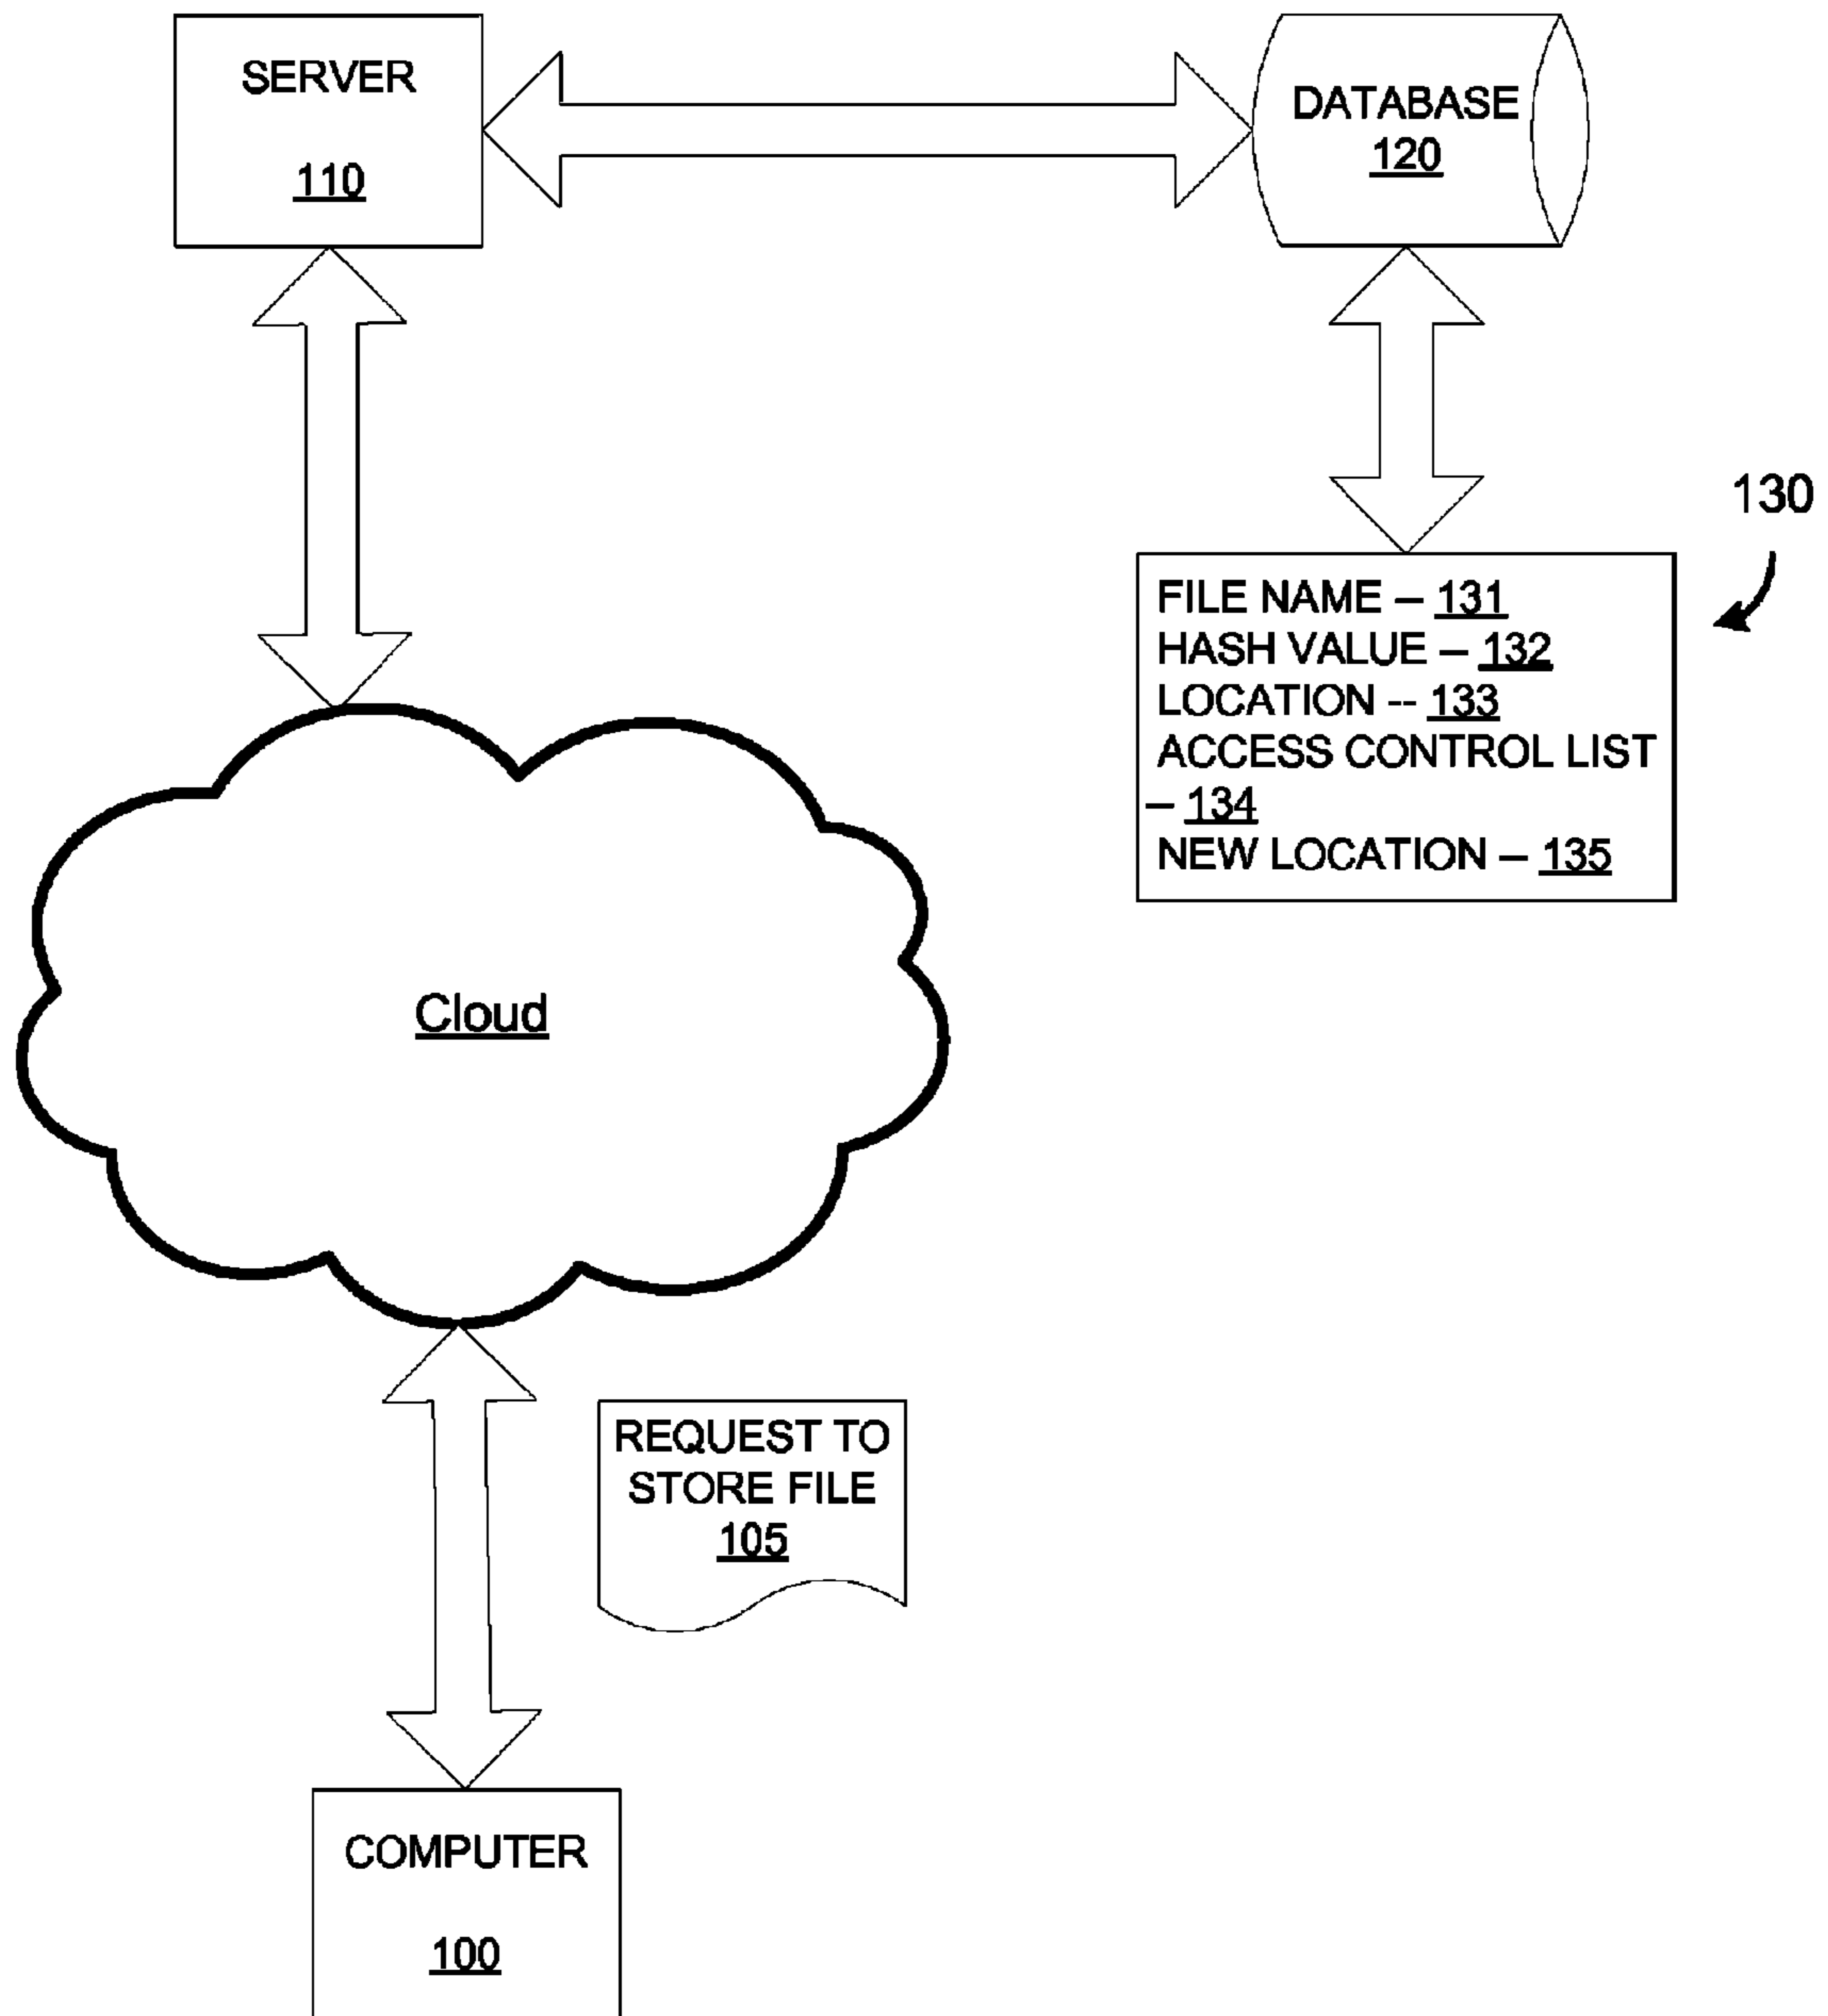 SERVER
110
DATABASE
120
130
FILE NAME – 131
HASH VALUE – 132
LOCATION -- 133
ACCESS CONTROL LIST
– 134
NEW LOCATION – 135
Cloud
REQUEST TO
STORE FILE
105
COMPUTER
100